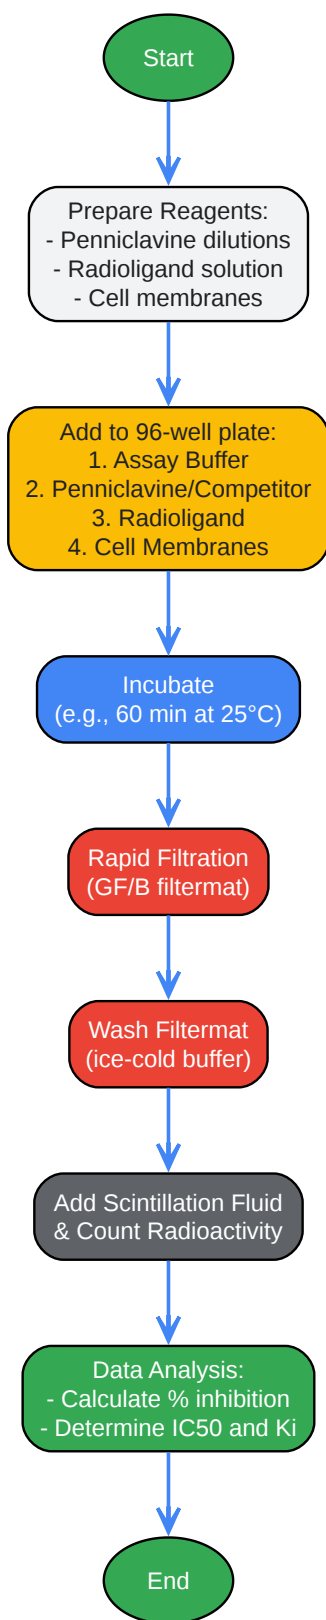 Start
Prepare Reagents:
- Penniclavine dilutions
- Radioligand solution
- Cell membranes
Add to 96-well plate:
1. Assay Buffer
2. Penniclavine/Competitor
3. Radioligand
4. Cell Membranes
Incubate
(e.g., 60 min at 25°C)
Rapid Filtration
(GF/B filtermat)
Wash Filtermat
(ice-cold buffer)
Add Scintillation Fluid
& Count Radioactivity
Data Analysis:
- Calculate % inhibition
- Determine IC50 and Ki
End